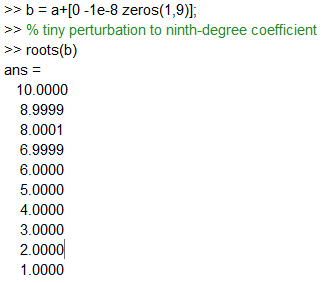 >> b = a+[0 -1e-8 zeros(1,9)];
>> % tiny perturbation to ninth-degree coefficient
>> roots(b)
ans =
10.0000
8.9999
8.0001
6.9999
6.0000
5.0000
4.0000
3.0000
2.0000
1.0000